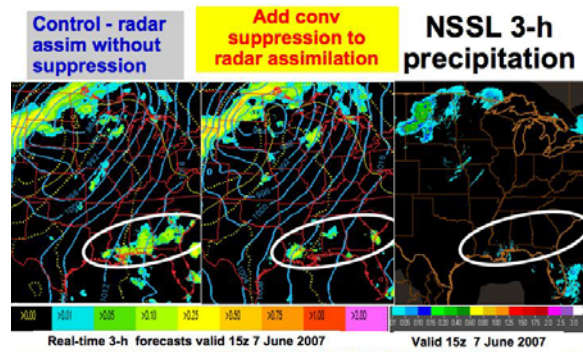 Control - radar
assim without
suppression
Add conv
suppression to
radar assimilation
NSSL 3-h
precipitation
>0.00 >0.01 >0.05 >0.10 >0.25 >0.50 >0.75 >1.00 >2.00
Real-time 3-h forecasts valid 15z 7 June 2007
Valid 15z 7 June 2007